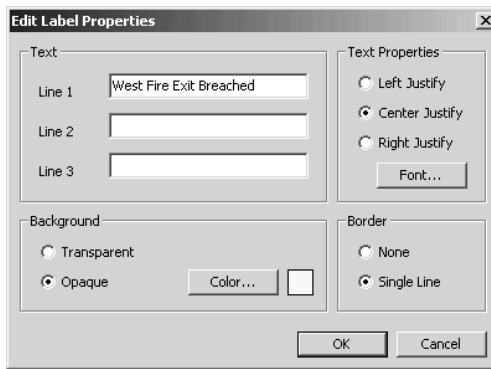 Edit Label Properties
Text
Line 1
West Fire Exit Breached
Line 2
Line 3
Text Properties
Left Justify
Center Justify
Right Justify
Font...
Background
Transparent
Opaque
Color...
Border
None
Single Line
OK
Cancel